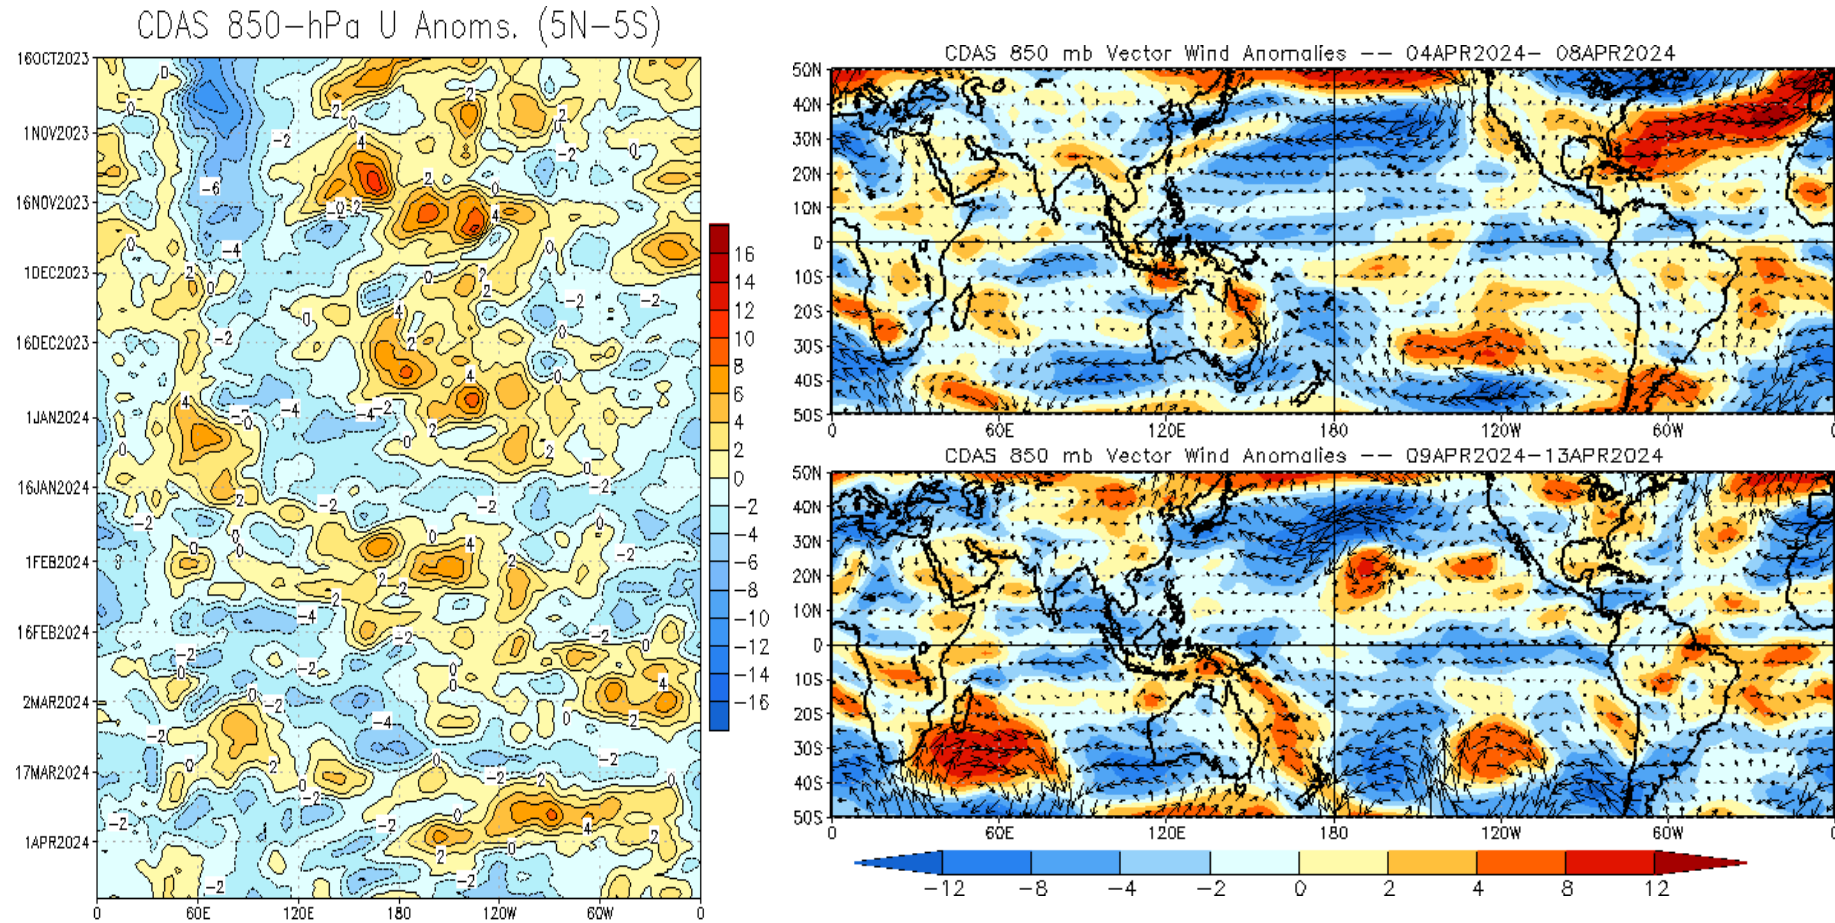 CDAS 850-hPa U Anoms. (5N-5S)
16OCT2023
1NOV2023
16NOV2023
1DEC2023
16DEC2023
1JAN2024
16JAN2024
1FEB2024
16FEB2024
2MAR2024
17MAR2024
1APR2024
0 60E 120E 180 120W 60W 0
16
14
12
10
8
6
4
2
0
-2
-4
-6
-8
-10
-12
-14
-16
CDAS 850 mb Vector Wind Anomalies -- 04APR2024- 08APR2024
50N
40N
30N
20N
10N
0
10S
20S
30S
40S
50S
0 60E 120E 180 120W 60W 0
CDAS 850 mb Vector Wind Anomalies -- 09APR2024-13APR2024
50N
40N
30N
20N
10N
0
10S
20S
30S
40S
50S
0 60E 120E 180 120W 60W 0
-12 -8 -4 -2 0 2 4 8 12